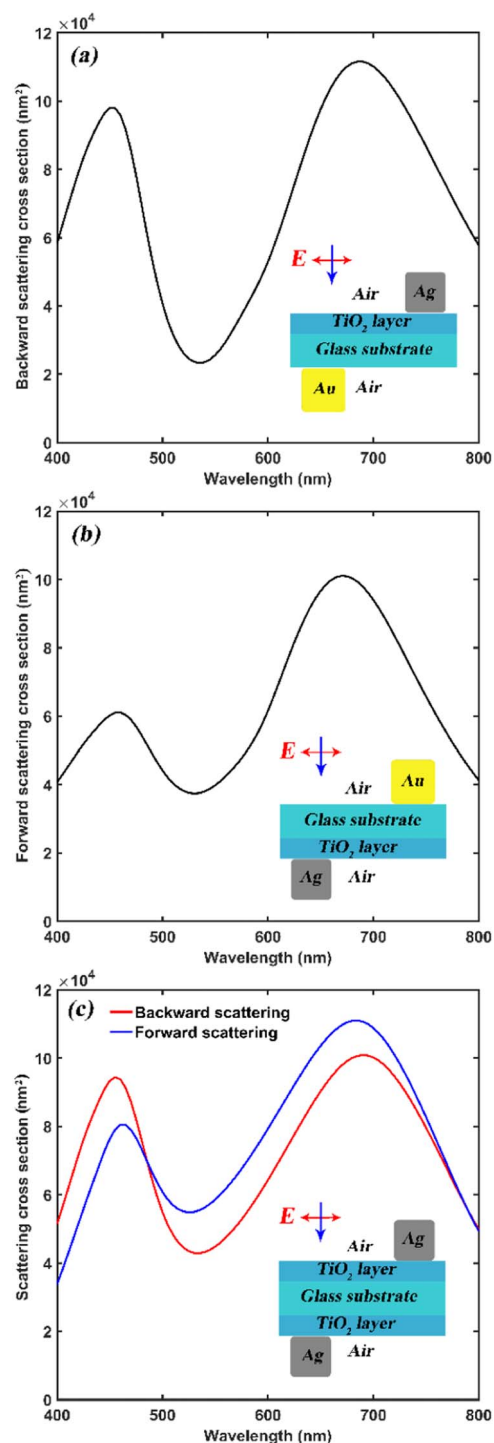 ×10⁴
(a)
Backward scattering cross section (nm²)
12
10
8
6
4
2
0
E
Air
Ag
TiO₂ layer
Glass substrate
Au
Air
400 500 600 700 800
Wavelength (nm)
×10⁴
(b)
Forward scattering cross section (nm²)
12
10
8
6
4
2
0
E
Air
Au
Glass substrate
TiO₂ layer
Ag
Air
400 500 600 700 800
Wavelength (nm)
×10⁴
(c)
Backward scattering
Forward scattering
Scattering cross section (nm²)
12
10
8
6
4
2
0
E
Air
Ag
TiO₂ layer
Glass substrate
TiO₂ layer
Ag
Air
400 500 600 700 800
Wavelength (nm)